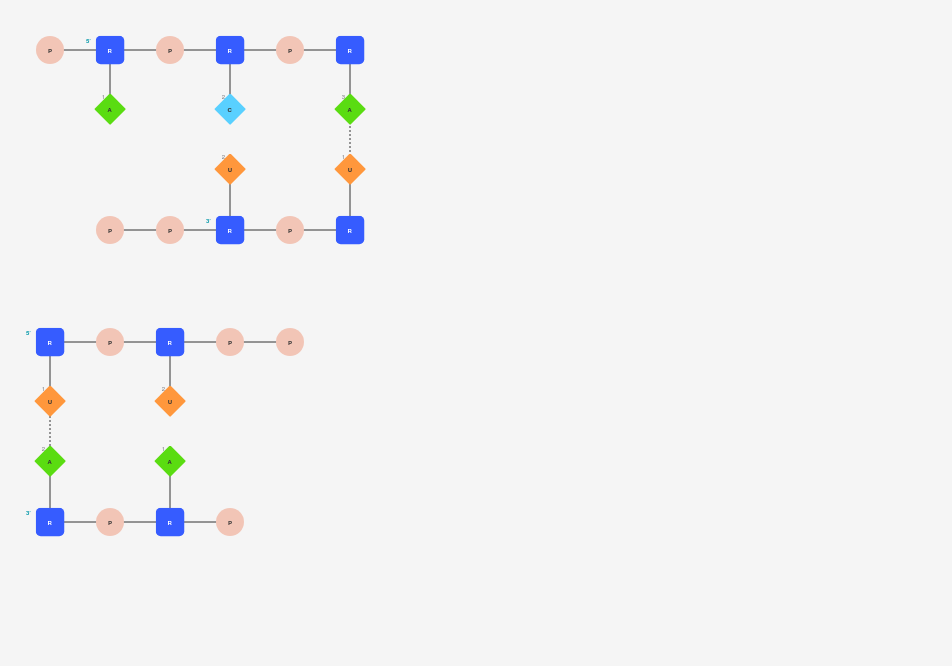 5'
P R P R P R
1 2 3
A C A
2 1
U U
3'
P P R P R
5'
R P R P P
1 2
U U
2 1
A A
3'
R P R P